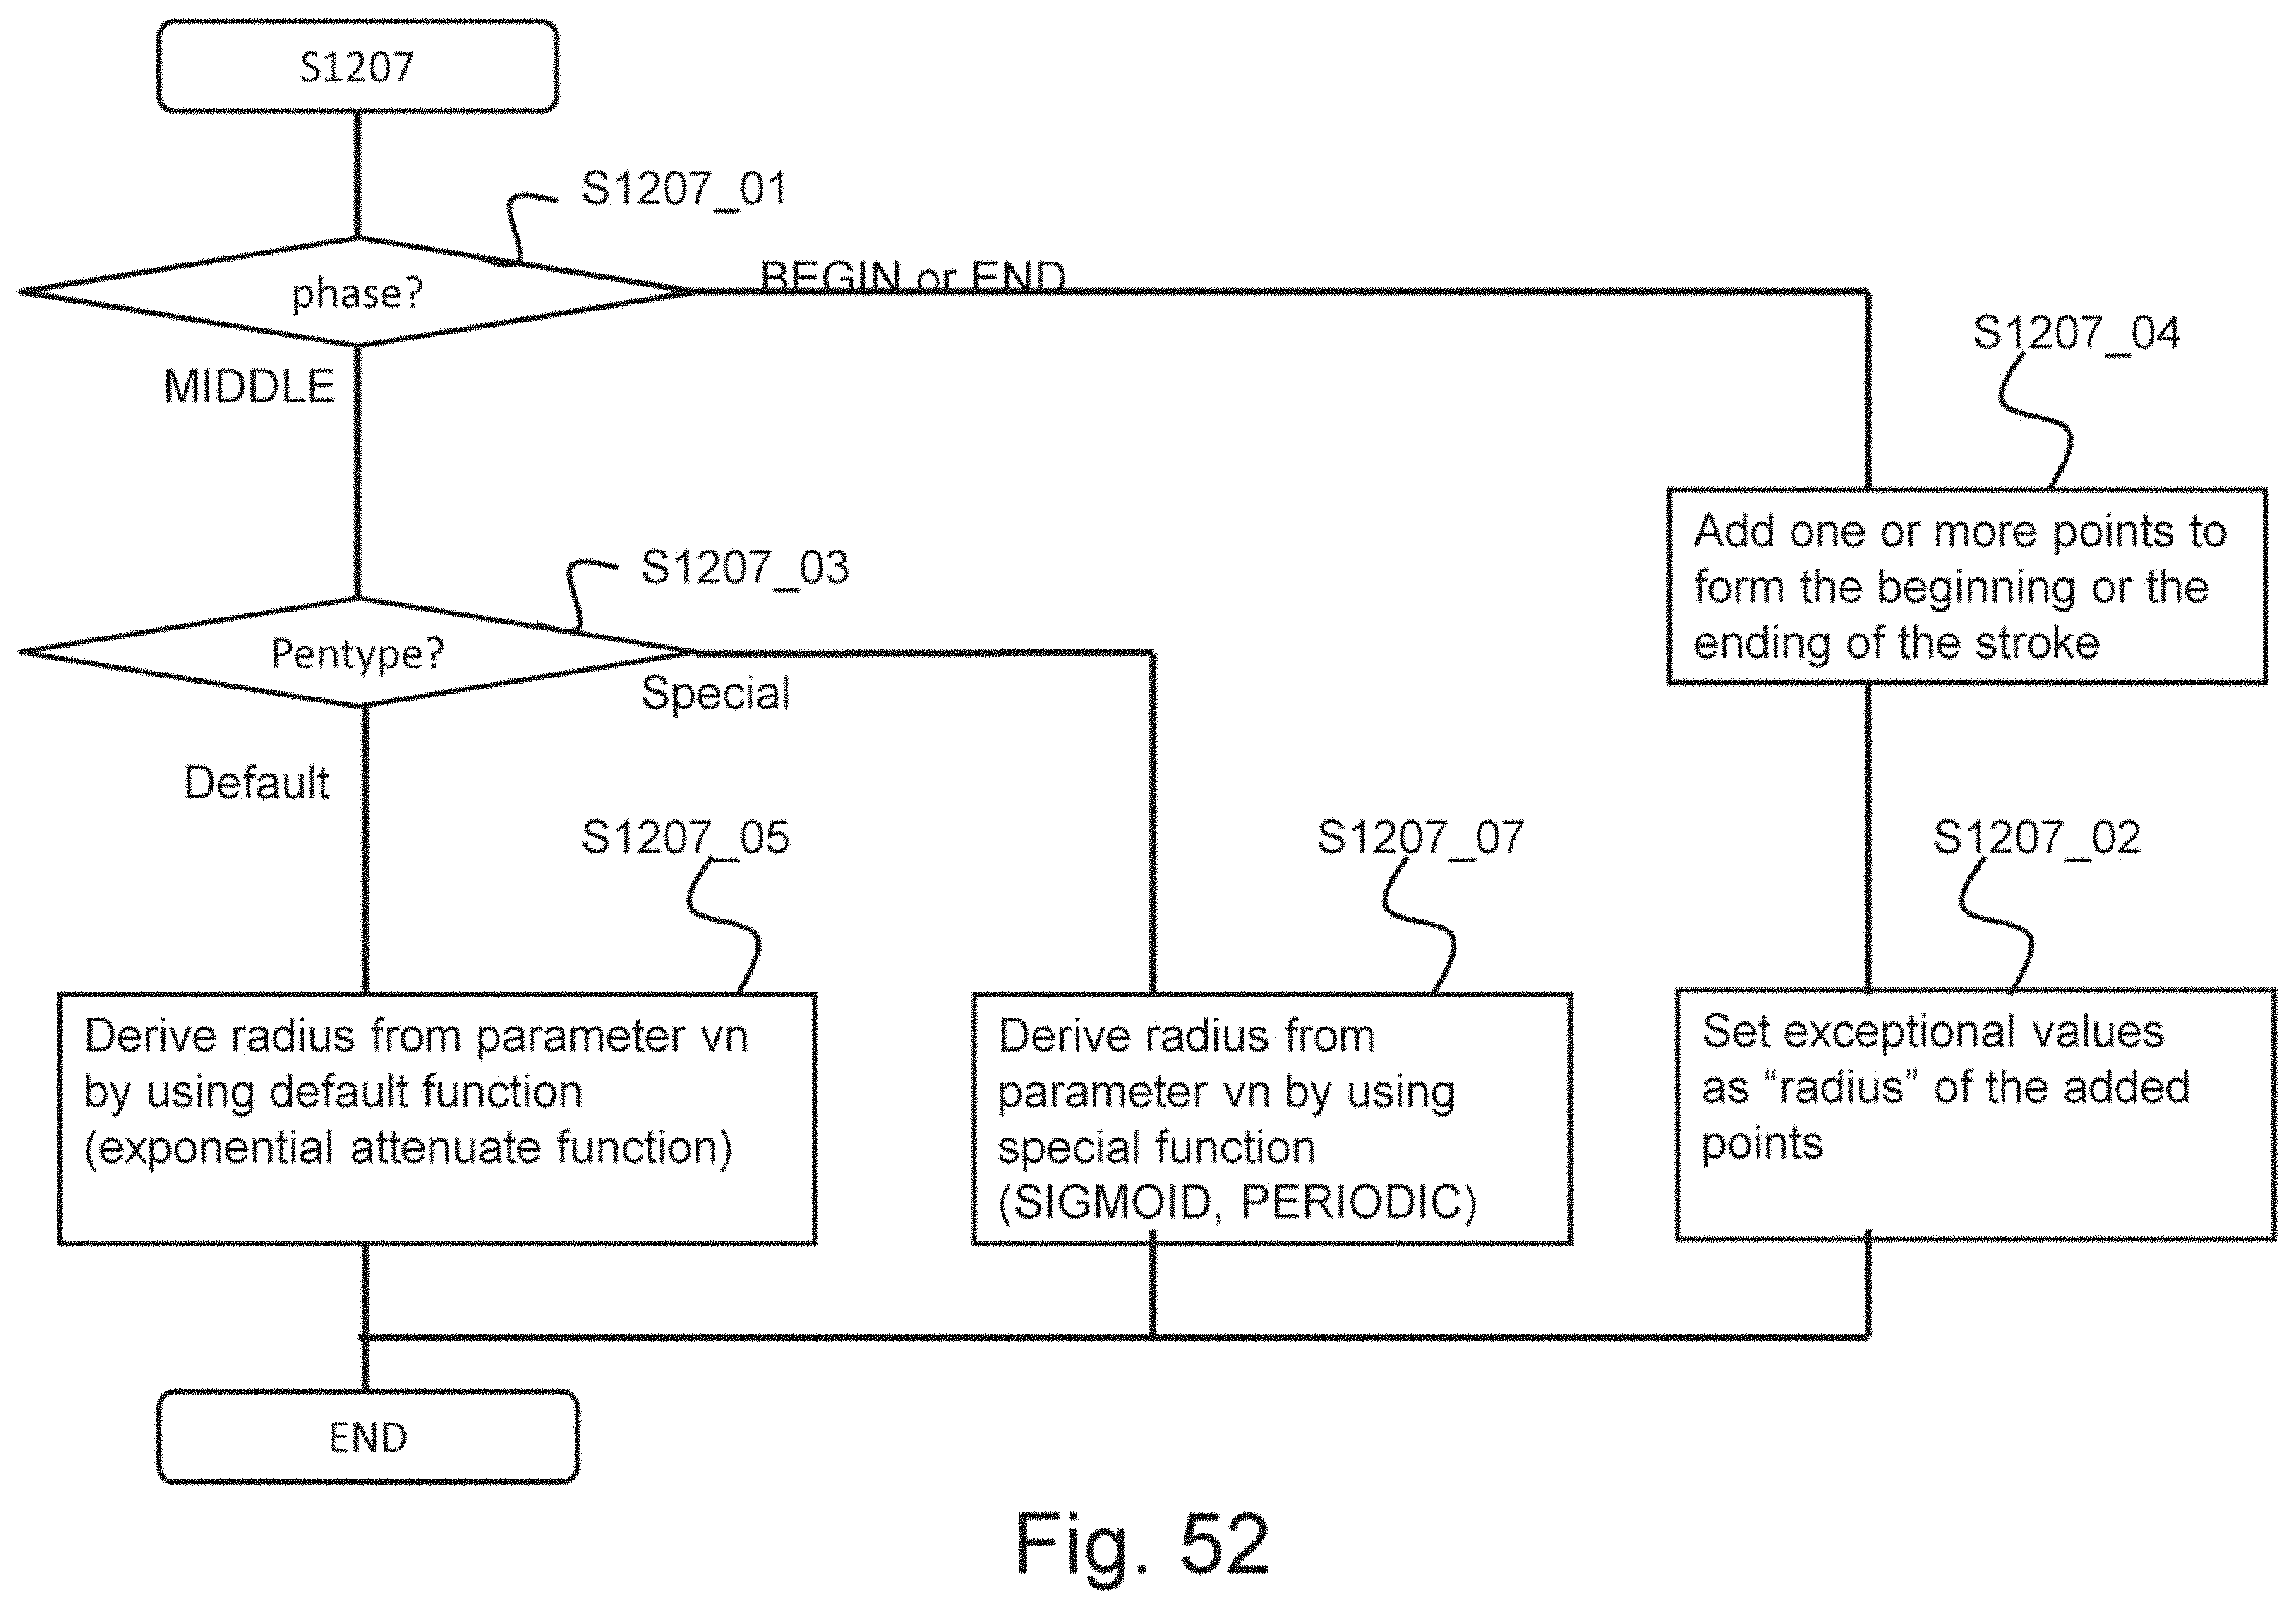 S1207
S1207_01
phase?
BEGIN or END
MIDDLE
S1207_04
Add one or more points to
form the beginning or the
ending of the stroke
S1207_03
Pentype?
Special
Default
S1207_05
S1207_07
S1207_02
Derive radius from parameter vn
by using default function
(exponential attenuate function)
Derive radius from
parameter vn by using
special function
(SIGMOID, PERIODIC)
Set exceptional values
as “radius” of the added
points
END
Fig. 52